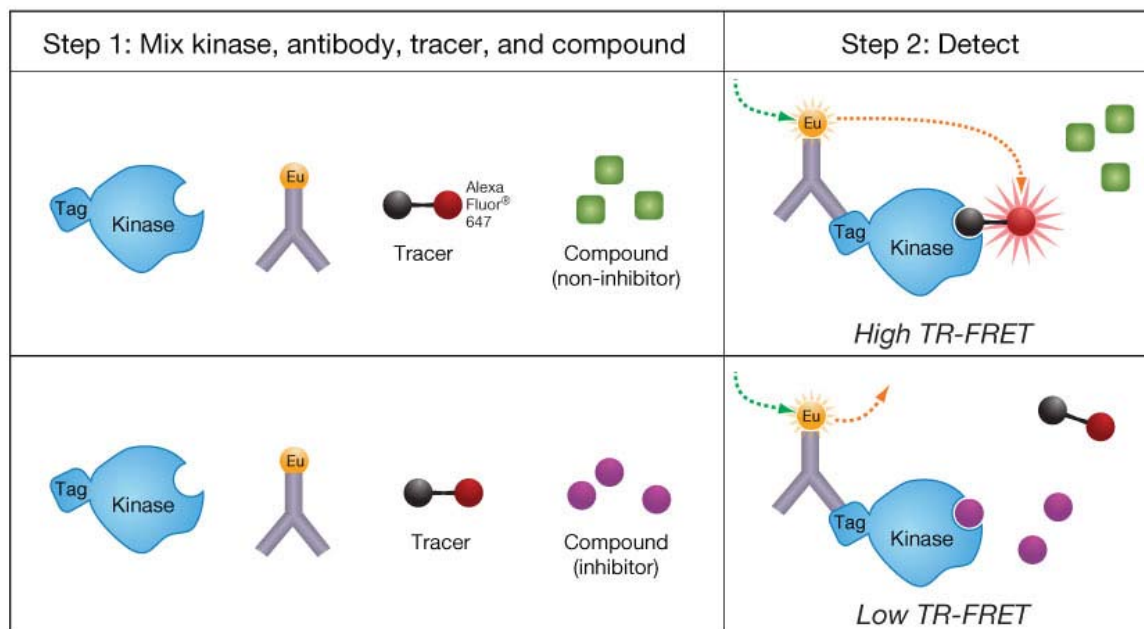 Step 1: Mix kinase, antibody, tracer, and compound
Step 2: Detect
Tag
Kinase
Eu
Alexa
Fluor®
647
Tracer
Compound
(non-inhibitor)
Eu
Tag
Kinase
High TR-FRET
Tag
Kinase
Eu
Tracer
Compound
(inhibitor)
Eu
Tag
Kinase
Low TR-FRET